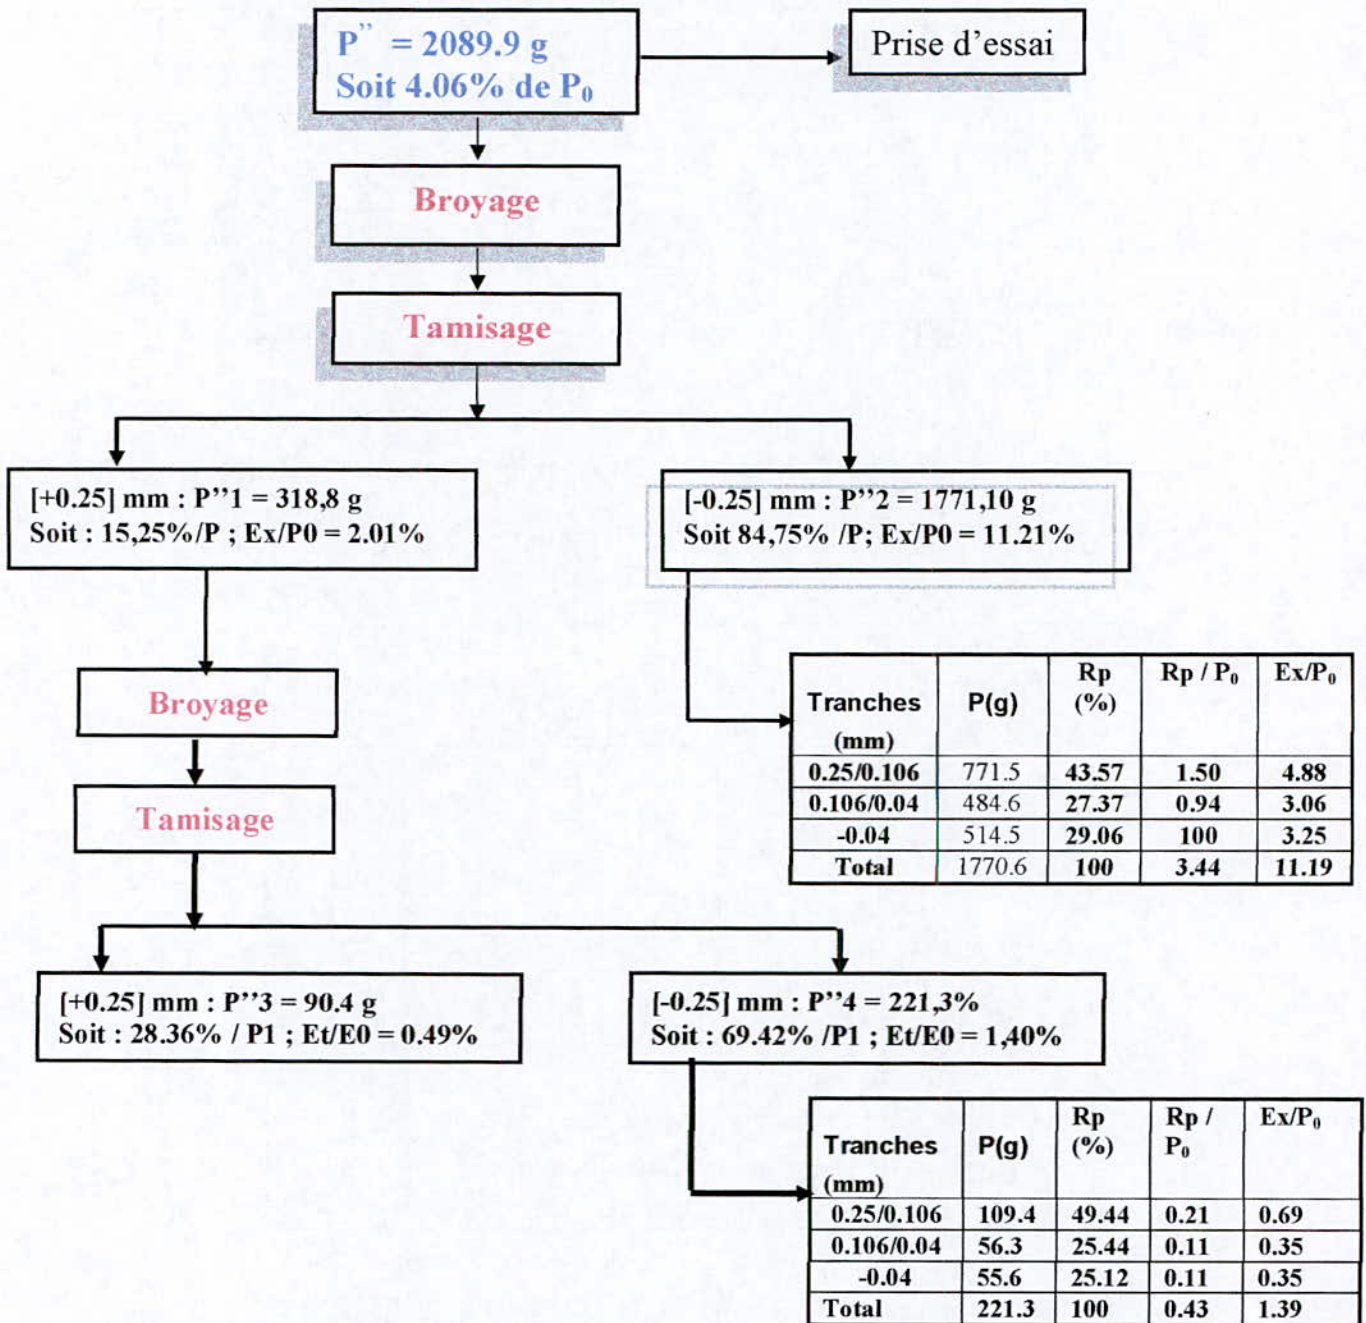 P” = 2089.9 g
Soit 4.06% de P₀
Prise d’essai
Broyage
Tamisage
[+0.25] mm : P’’1 = 318,8 g
Soit : 15,25%/P ; Ex/P0 = 2.01%
[-0.25] mm : P’’2 = 1771,10 g
Soit 84,75% /P; Ex/P0 = 11.21%
Broyage
Tamisage
Tranches (mm) P(g) Rp (%) Rp / P₀ Ex/P₀
0.25/0.106 771.5 43.57 1.50 4.88
0.106/0.04 484.6 27.37 0.94 3.06
-0.04 514.5 29.06 100 3.25
Total 1770.6 100 3.44 11.19
[+0.25] mm : P’’3 = 90.4 g
Soit : 28.36% / P1 ; Et/E0 = 0.49%
[-0.25] mm : P’’4 = 221,3%
Soit : 69.42% /P1 ; Et/E0 = 1,40%
Tranches (mm) P(g) Rp (%) Rp / P₀ Ex/P₀
0.25/0.106 109.4 49.44 0.21 0.69
0.106/0.04 56.3 25.44 0.11 0.35
-0.04 55.6 25.12 0.11 0.35
Total 221.3 100 0.43 1.39